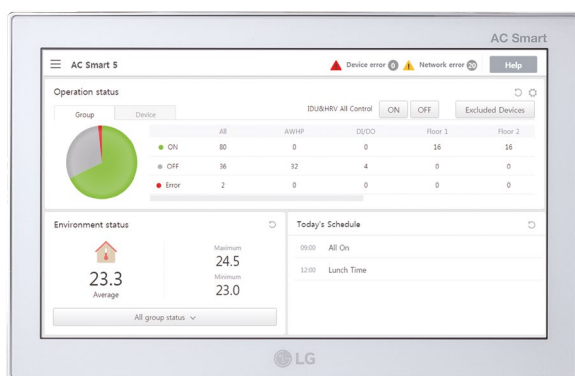 AC Smart
AC Smart 5
Device error 0
Network error 20
Help
Operation status
Group
Device
IDU&HRV All Control
ON
OFF
Excluded Devices
All AWHP DI/DO Floor 1 Floor 2
ON 80 0 0 16 16
OFF 36 32 4 0 0
Error 2 0 0 0 0
Environment status
23.3
Average
Maximum
24.5
Minimum
23.0
All group status
Today's Schedule
09:00 All On
12:00 Lunch Time
LG